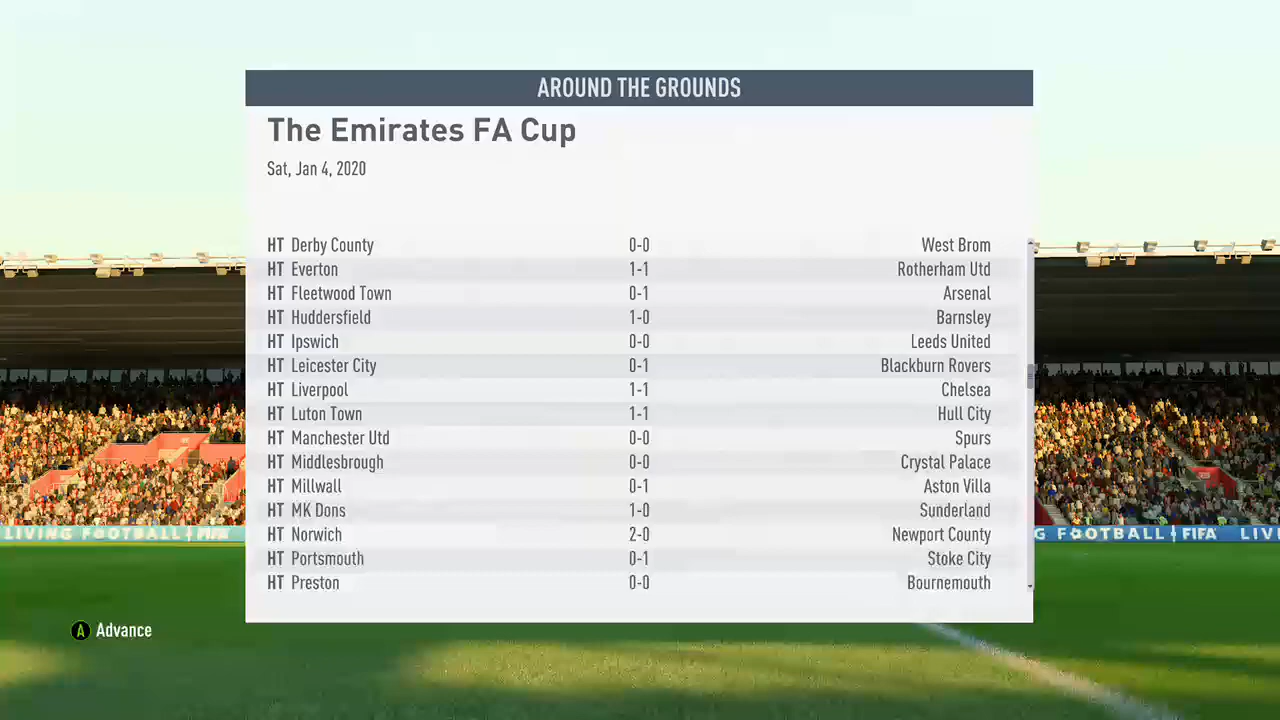 AROUND THE GROUNDS
The Emirates FA Cup
Sat, Jan 4, 2020
HT Derby County 0-0 West Brom
HT Everton 1-1 Rotherham Utd
HT Fleetwood Town 0-1 Arsenal
HT Huddersfield 1-0 Barnsley
HT Ipswich 0-0 Leeds United
HT Leicester City 0-1 Blackburn Rovers
HT Liverpool 1-1 Chelsea
HT Luton Town 1-1 Hull City
HT Manchester Utd 0-0 Spurs
HT Middlesbrough 0-0 Crystal Palace
HT Millwall 0-1 Aston Villa
HT MK Dons 1-0 Sunderland
HT Norwich 2-0 Newport County
HT Portsmouth 0-1 Stoke City
HT Preston 0-0 Bournemouth
LIVING FOOTBALL FIFA G FOOTBALL FIFA LIVI
A Advance